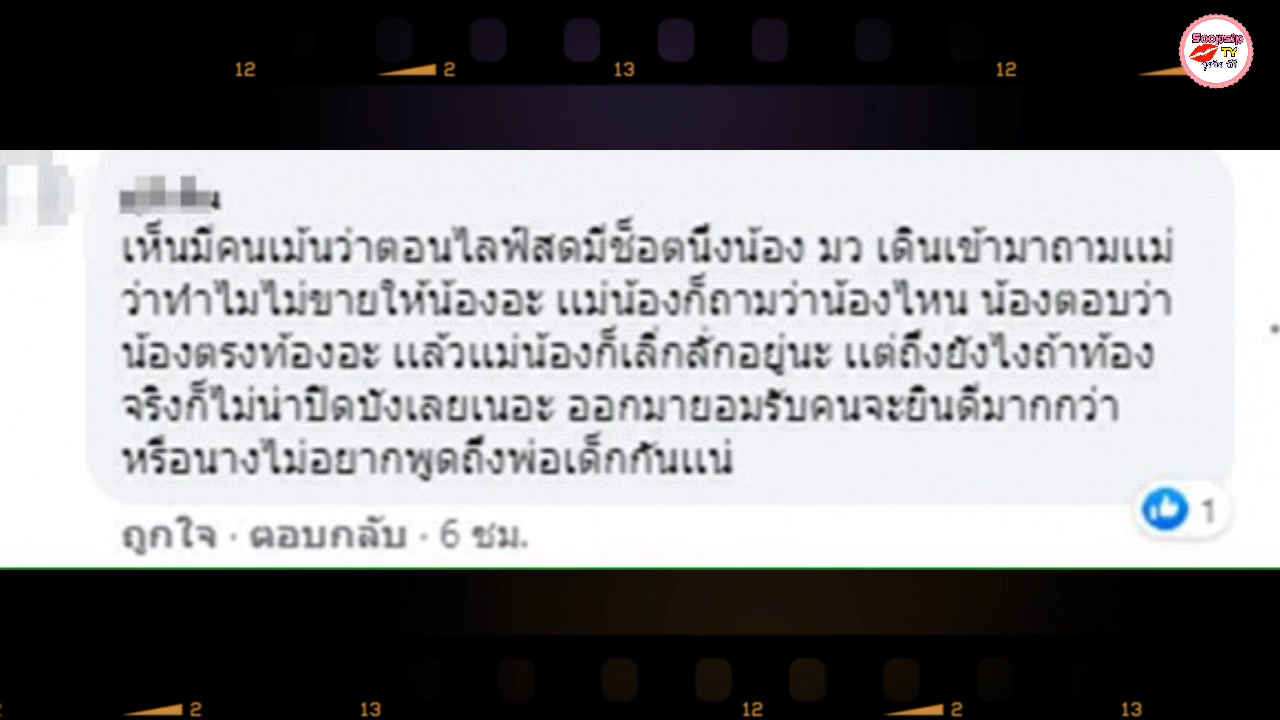 12 2 13 12
Soopsip
TV
ซุบซิบ ทีวี
เห็นมีคนเม้นว่าตอนไลฟ์สดมีช็อตนึงน้อง มว เดินเข้ามาถามแม่
ว่าทำไมไม่ขายให้น้องอะ แม่น้องก็ถามว่าน้องไหน น้องตอบว่า
น้องตรงท้องอะ แล้วแม่น้องก็เลิ่กลั่กอยู่นะ แต่ถึงยังไงถ้าท้อง
จริงก็ไม่น่าปิดบังเลยเนอะ ออกมายอมรับคนจะยินดีมากกว่า
หรือนางไม่อยากพูดถึงพ่อเด็กกันแน่
ถูกใจ · ตอบกลับ · 6 ชม.
1
2 13 12 2 13